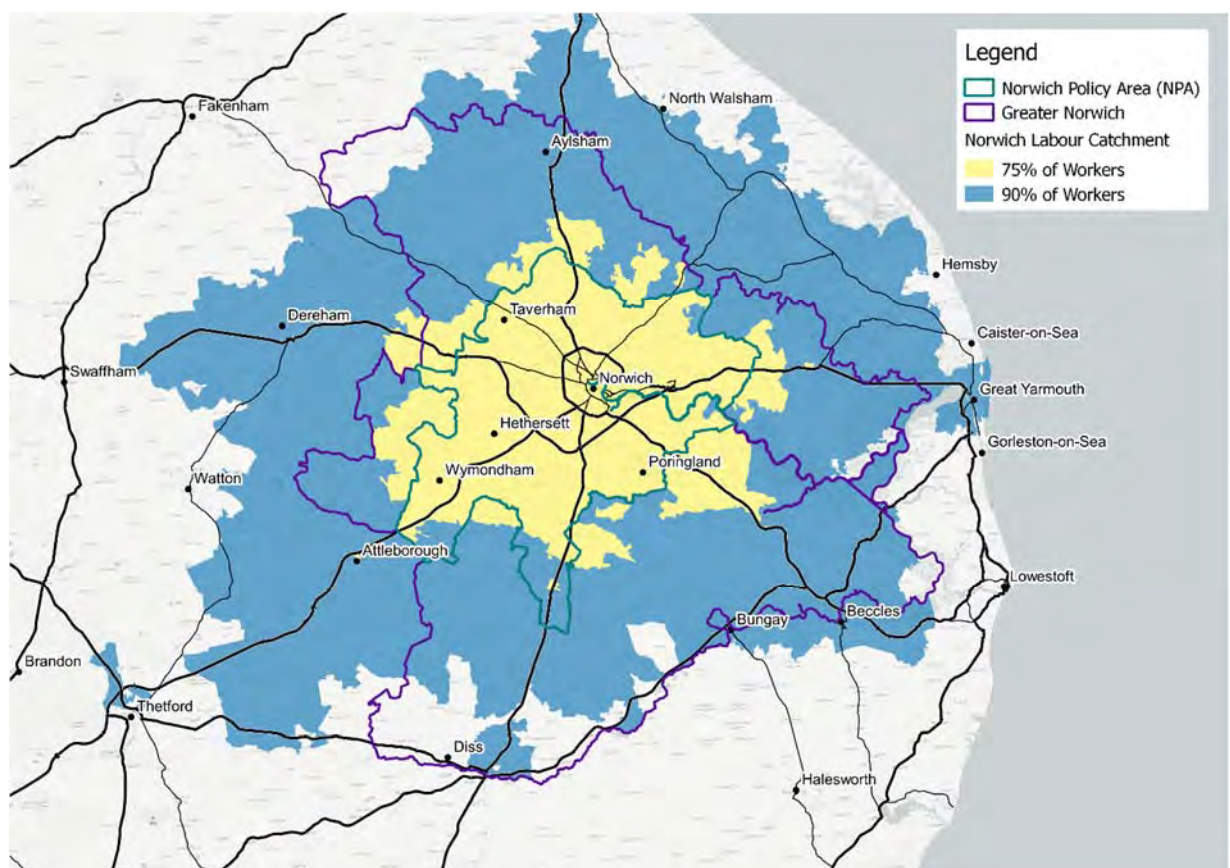 Legend
Norwich Policy Area (NPA)
Greater Norwich
Norwich Labour Catchment
75% of Workers
90% of Workers
Fakenham
North Walsham
Aylsham
Hemsby
Taverham
Dereham
Caister-on-Sea
Swaffham
Norwich
Great Yarmouth
Hethersett
Gorleston-on-Sea
Poringland
Wymondham
Watton
Attleborough
Lowestoft
Beccles
Bungay
Brandon
Thetford
Diss
Halesworth